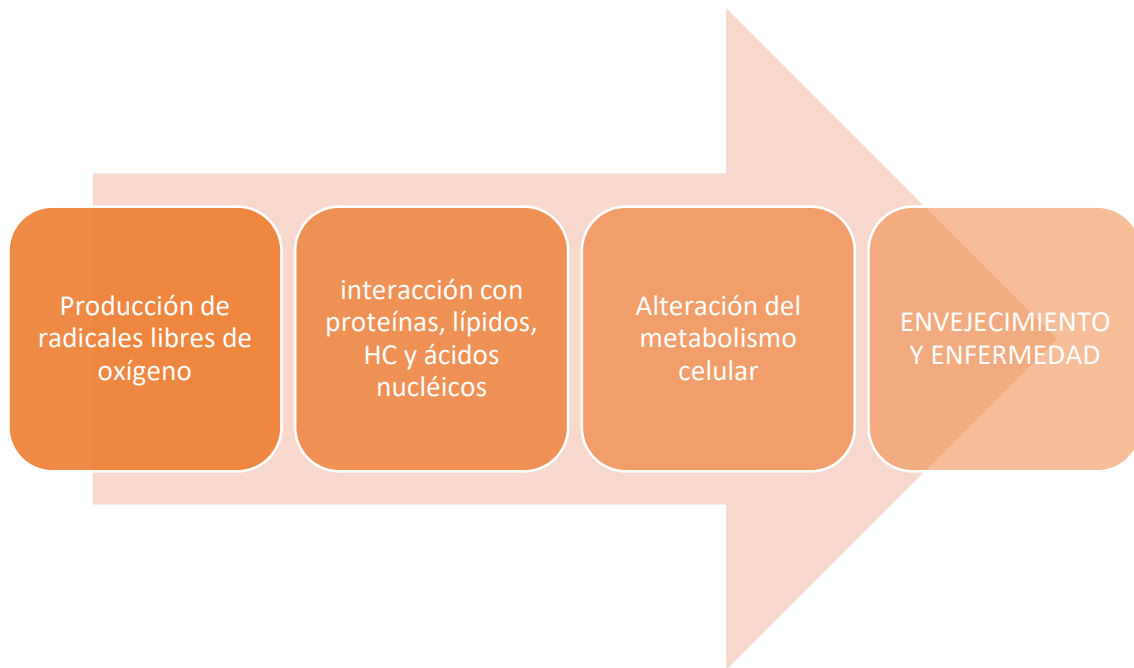 Producción de
radicales libres de
oxígeno
interacción con
proteínas, lípidos,
HC y ácidos
nucléicos
Alteración del
metabolismo
celular
ENVEJECIMIENTO
Y ENFERMEDAD